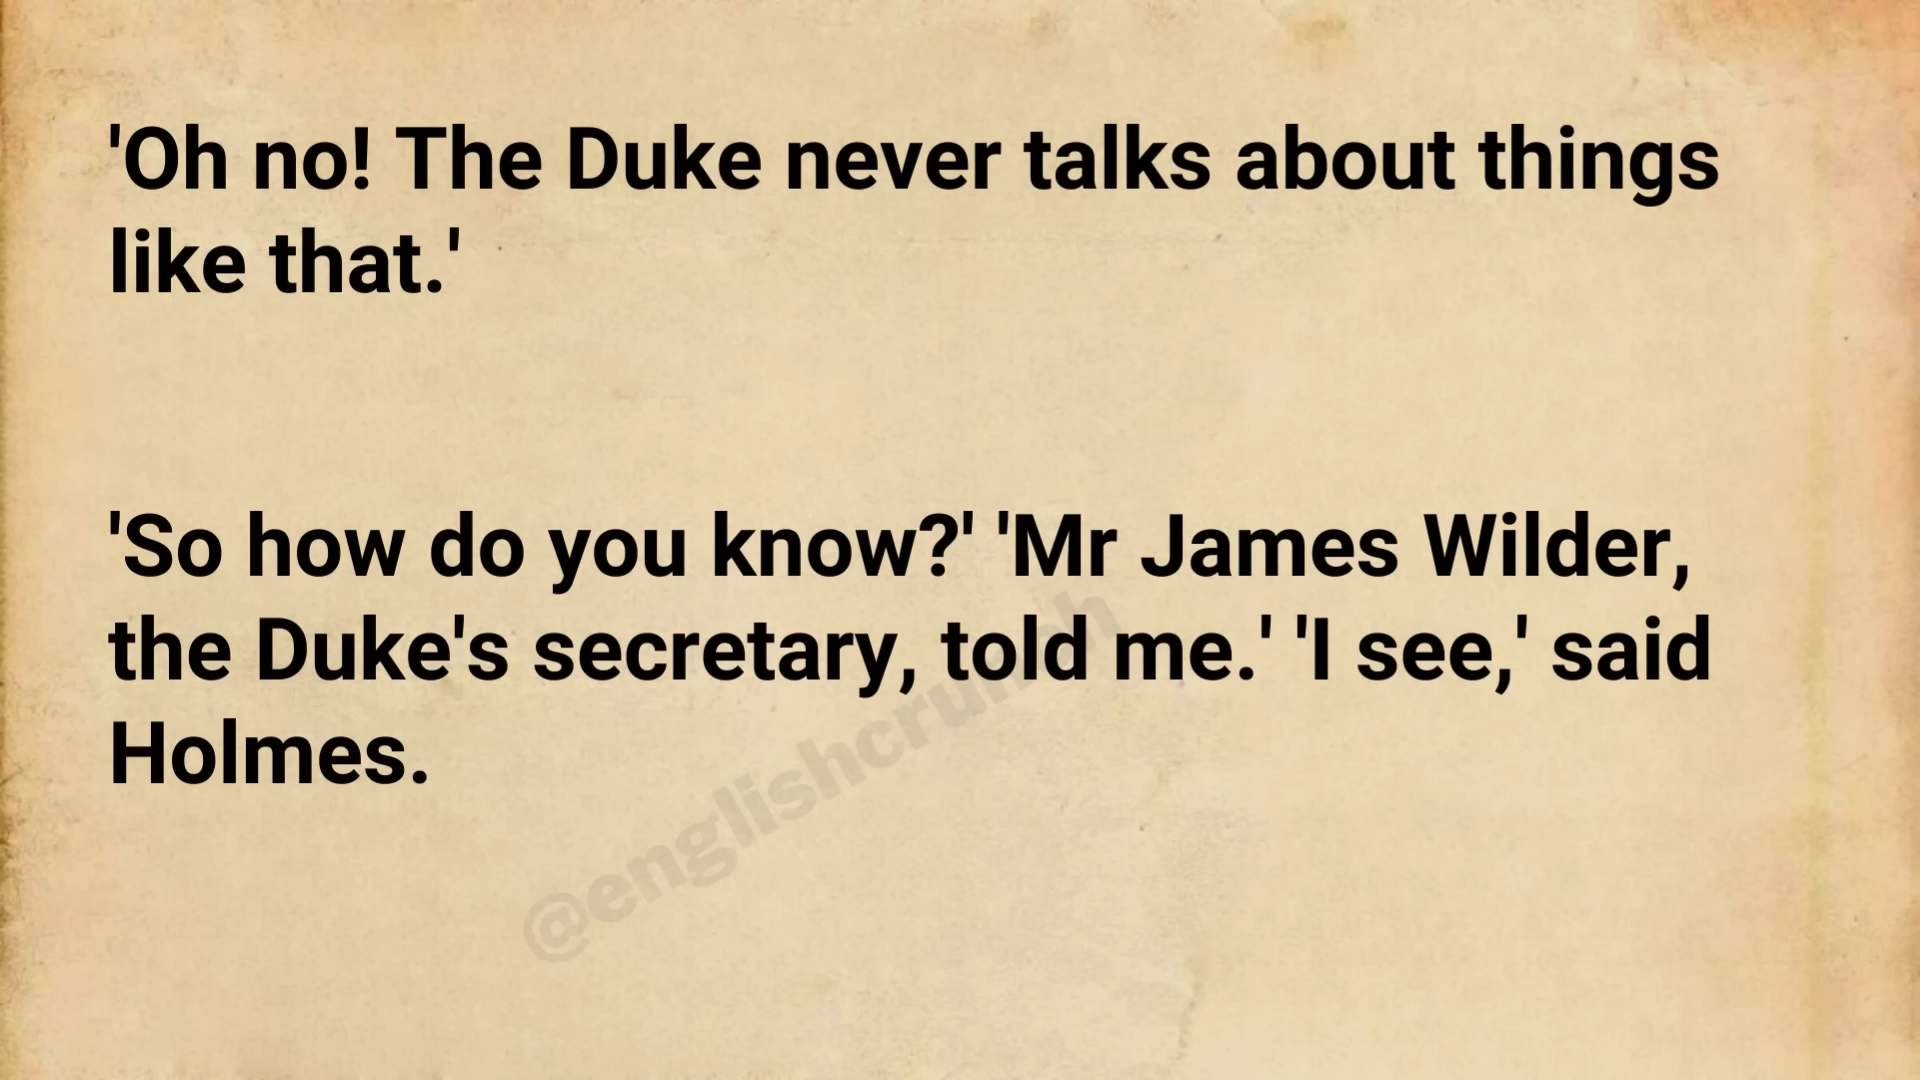 'Oh no! The Duke never talks about things
like that.'
'So how do you know?' 'Mr James Wilder,
the Duke's secretary, told me.' 'I see,' said
Holmes.
@englishcrunch